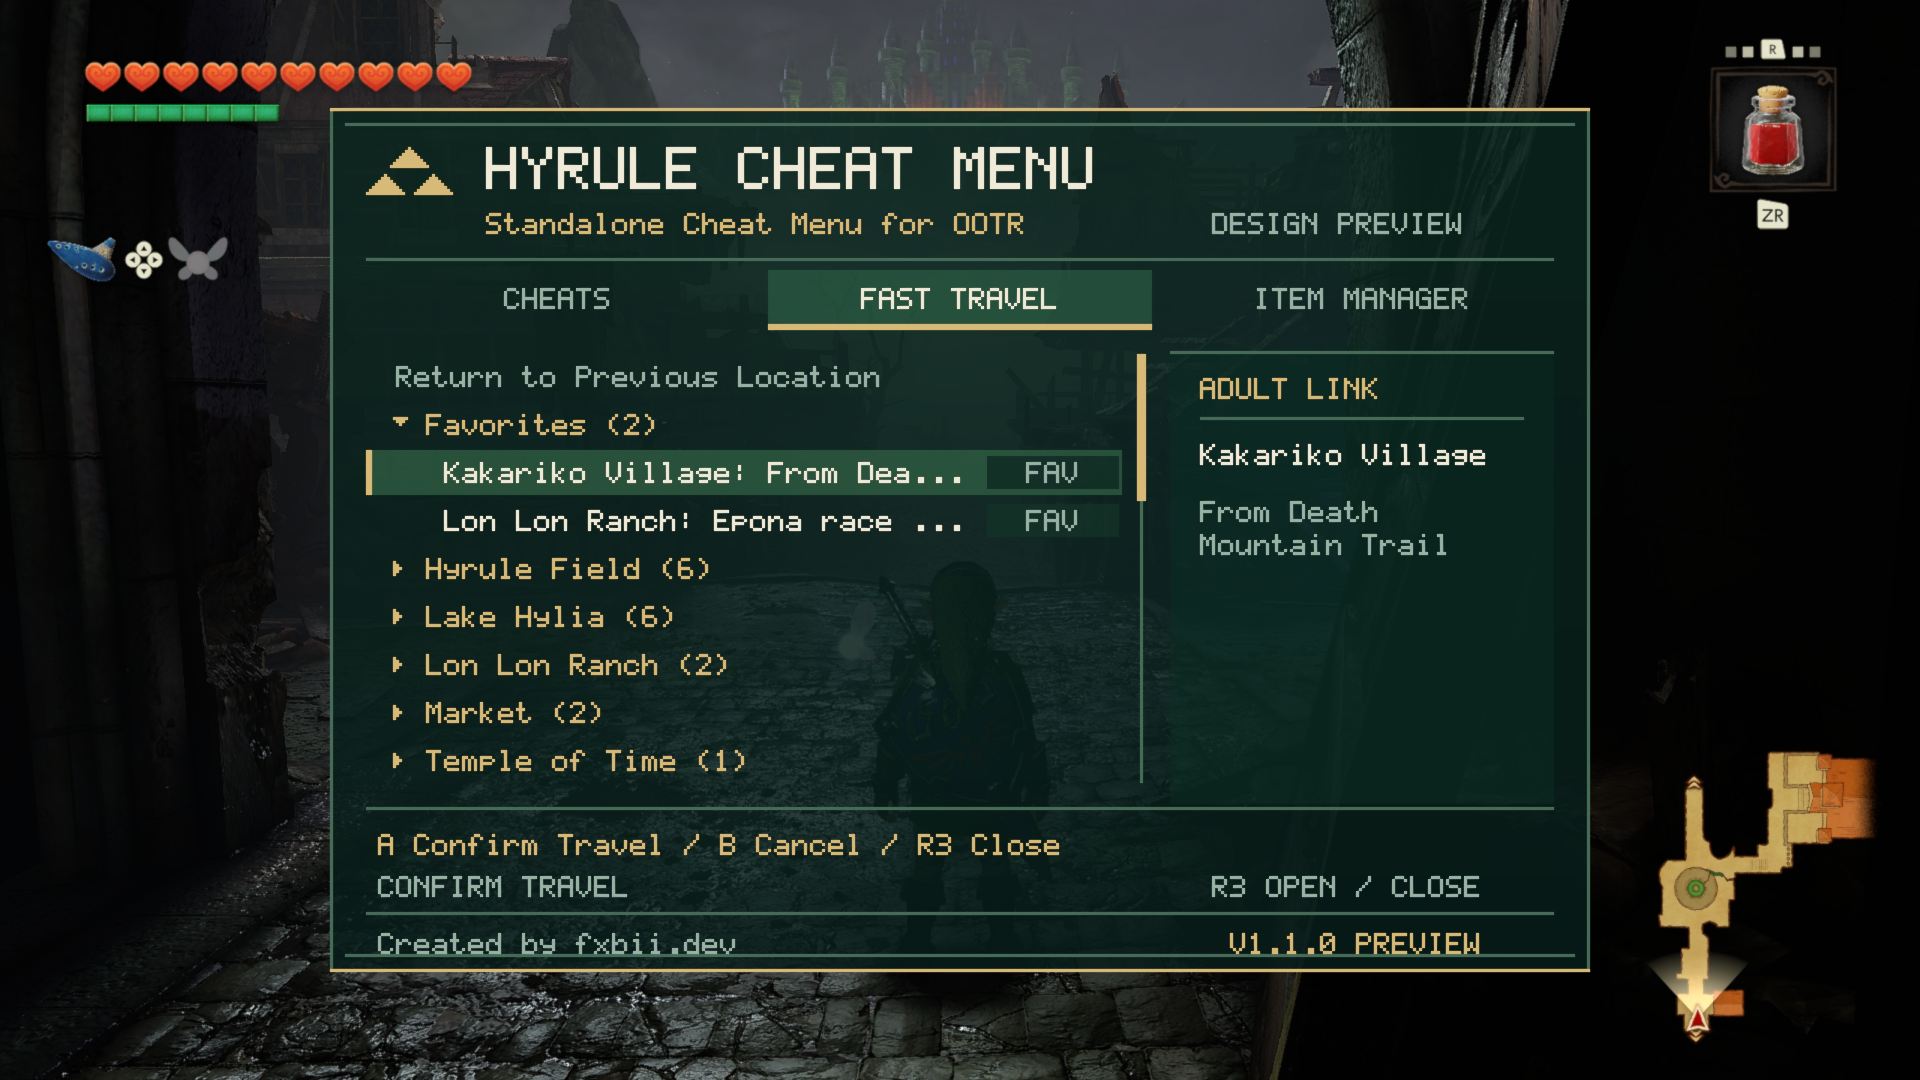 R
ZR
HYRULE CHEAT MENU
Standalone Cheat Menu for OOTR
DESIGN PREVIEW
CHEATS
FAST TRAVEL
ITEM MANAGER
Return to Previous Location
Favorites (2)
Kakariko Village: From Dea...
FAV
Lon Lon Ranch: Epona race ...
FAV
Hyrule Field (6)
Lake Hylia (6)
Lon Lon Ranch (2)
Market (2)
Temple of Time (1)
ADULT LINK
Kakariko Village
From Death
Mountain Trail
A Confirm Travel / B Cancel / R3 Close
CONFIRM TRAVEL
R3 OPEN / CLOSE
Created by fxbii.dev
V1.1.0 PREVIEW